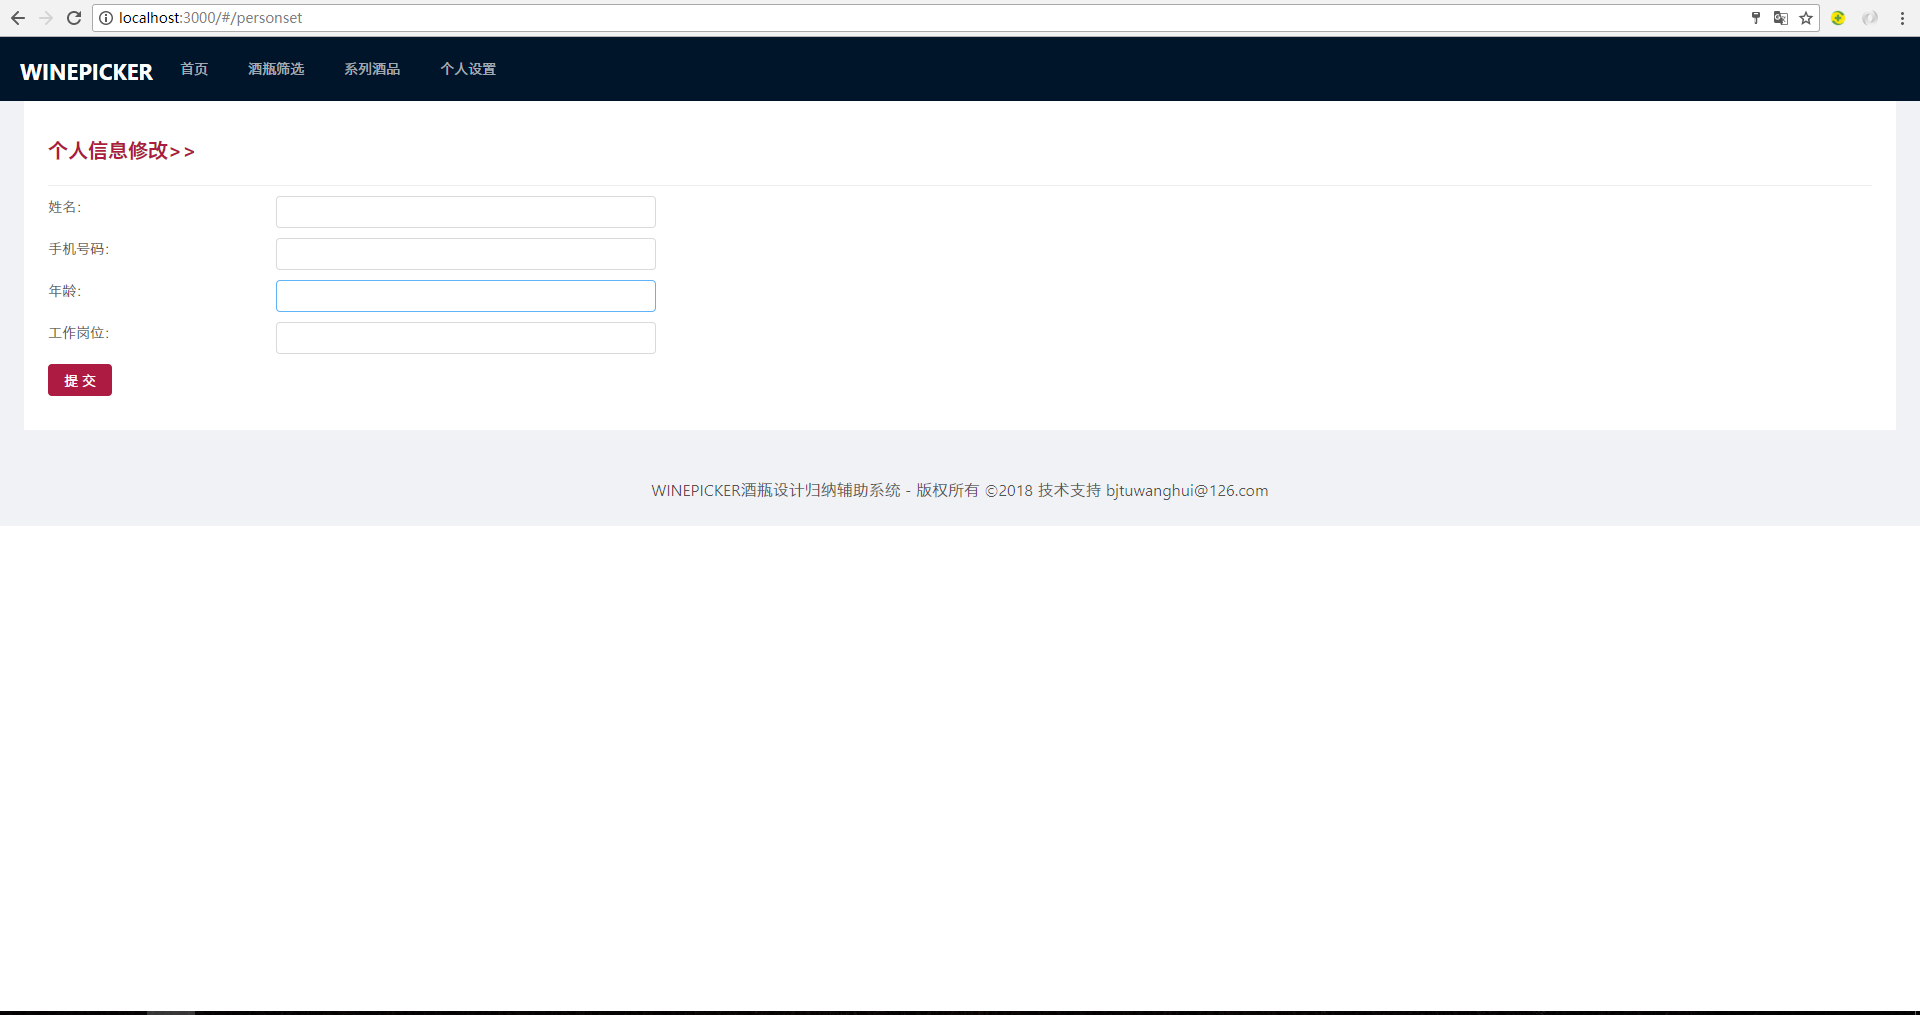 localhost:3000/#/personset
WINEPICKER 首页 酒瓶筛选 系列酒品 个人设置
个人信息修改>>
姓名:
手机号码:
年龄:
工作岗位:
提 交
WINEPICKER酒瓶设计归纳辅助系统 - 版权所有 ©2018 技术支持 bjtuwanghui@126.com